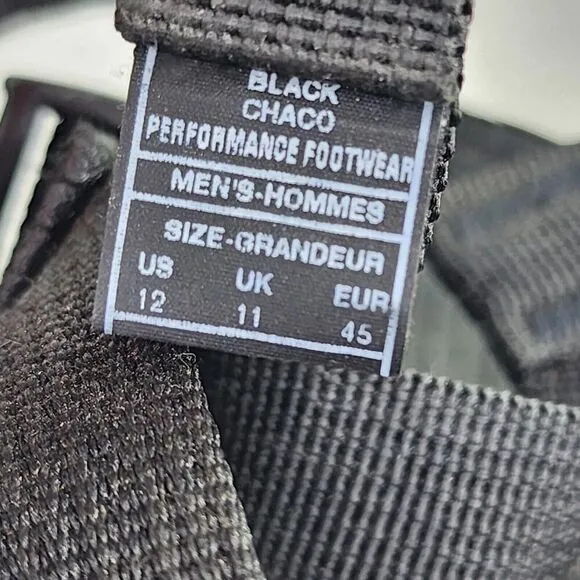 BLACK
CHACO
PERFORMANCE FOOTWEAR
MEN'S-HOMMES
SIZE-GRANDEUR
US UK EUR
12 11 45